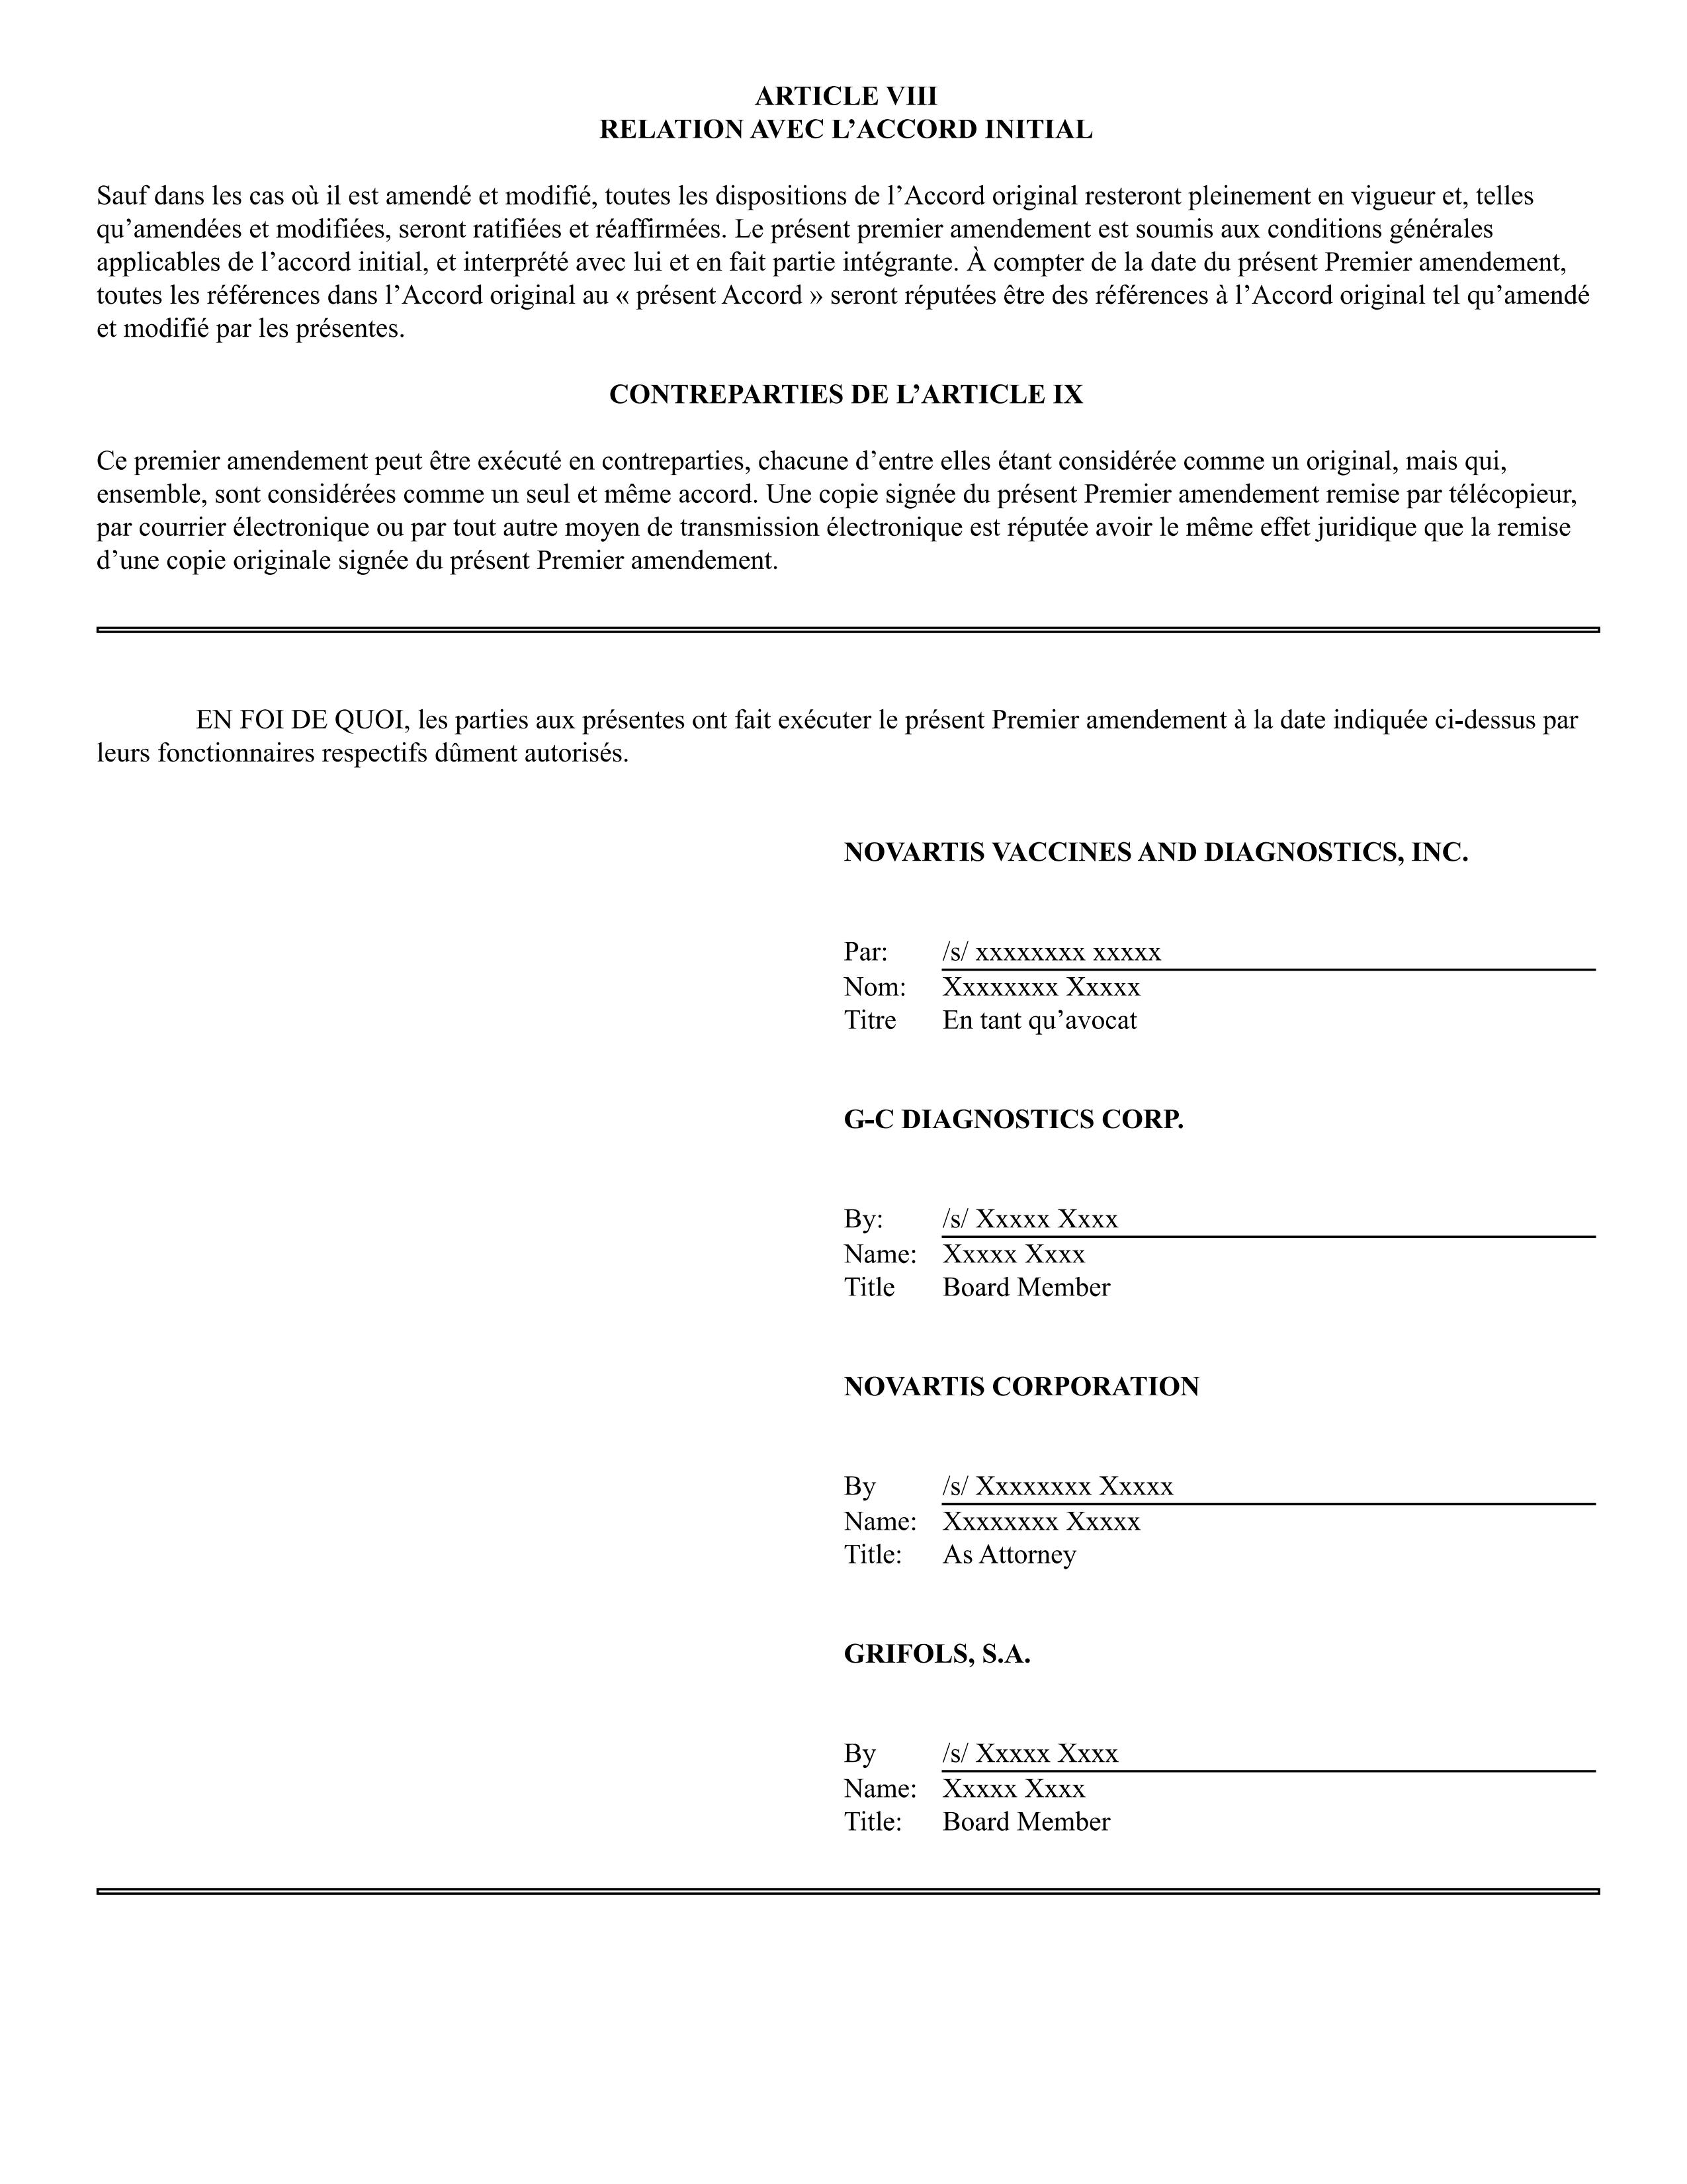 ARTICLE VIII
RELATION AVEC L’ACCORD INITIAL
Sauf dans les cas où il est amendé et modifié, toutes les dispositions de l’Accord original resteront pleinement en vigueur et, telles
qu’amendées et modifiées, seront ratifiées et réaffirmées. Le présent premier amendement est soumis aux conditions générales
applicables de l’accord initial, et interprété avec lui et en fait partie intégrante. À compter de la date du présent Premier amendement,
toutes les références dans l’Accord original au « présent Accord » seront réputées être des références à l’Accord original tel qu’amendé
et modifié par les présentes.
CONTREPARTIES DE L’ARTICLE IX
Ce premier amendement peut être exécuté en contreparties, chacune d’entre elles étant considérée comme un original, mais qui,
ensemble, sont considérées comme un seul et même accord. Une copie signée du présent Premier amendement remise par télécopieur,
par courrier électronique ou par tout autre moyen de transmission électronique est réputée avoir le même effet juridique que la remise
d’une copie originale signée du présent Premier amendement.
EN FOI DE QUOI, les parties aux présentes ont fait exécuter le présent Premier amendement à la date indiquée ci-dessus par
leurs fonctionnaires respectifs dûment autorisés.
NOVARTIS VACCINES AND DIAGNOSTICS, INC.
Par: /s/ xxxxxxxx xxxxx
Nom: Xxxxxxxx Xxxxx
Titre En tant qu’avocat
G-C DIAGNOSTICS CORP.
By: /s/ Xxxxx Xxxx
Name: Xxxxx Xxxx
Title Board Member
NOVARTIS CORPORATION
By /s/ Xxxxxxxx Xxxxx
Name: Xxxxxxxx Xxxxx
Title: As Attorney
GRIFOLS, S.A.
By /s/ Xxxxx Xxxx
Name: Xxxxx Xxxx
Title: Board Member